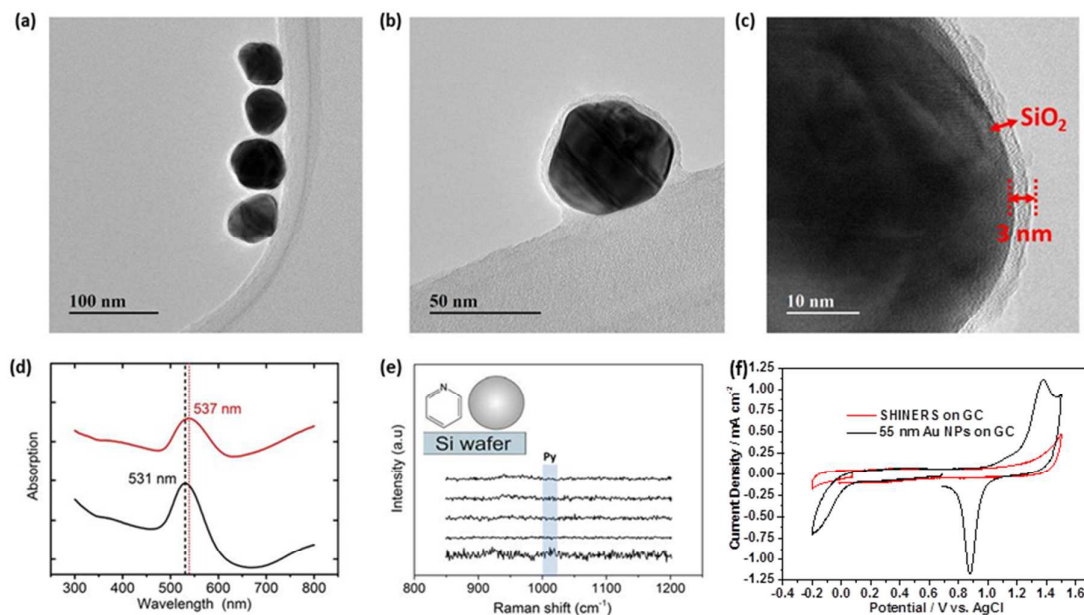 (a)
100 nm
(b)
50 nm
(c)
SiO₂
3 nm
10 nm
(d)
Absorption
537 nm
531 nm
300 400 500 600 700 800
Wavelength (nm)
(e)
Intensity (a.u)
N
Si wafer
Py
900 1000 1100 1200
Raman shift (cm⁻¹)
(f)
Current Density / mA cm⁻²
1.25
1.00
0.75
0.50
0.25
0.00
-0.25
-0.50
-0.75
-1.00
-1.25
SHINERS on GC
55 nm Au NPs on GC
-0.4 -0.2 0.0 0.2 0.4 0.6 0.8 1.0 1.2 1.4 1.6
Potential / V vs. AgCl